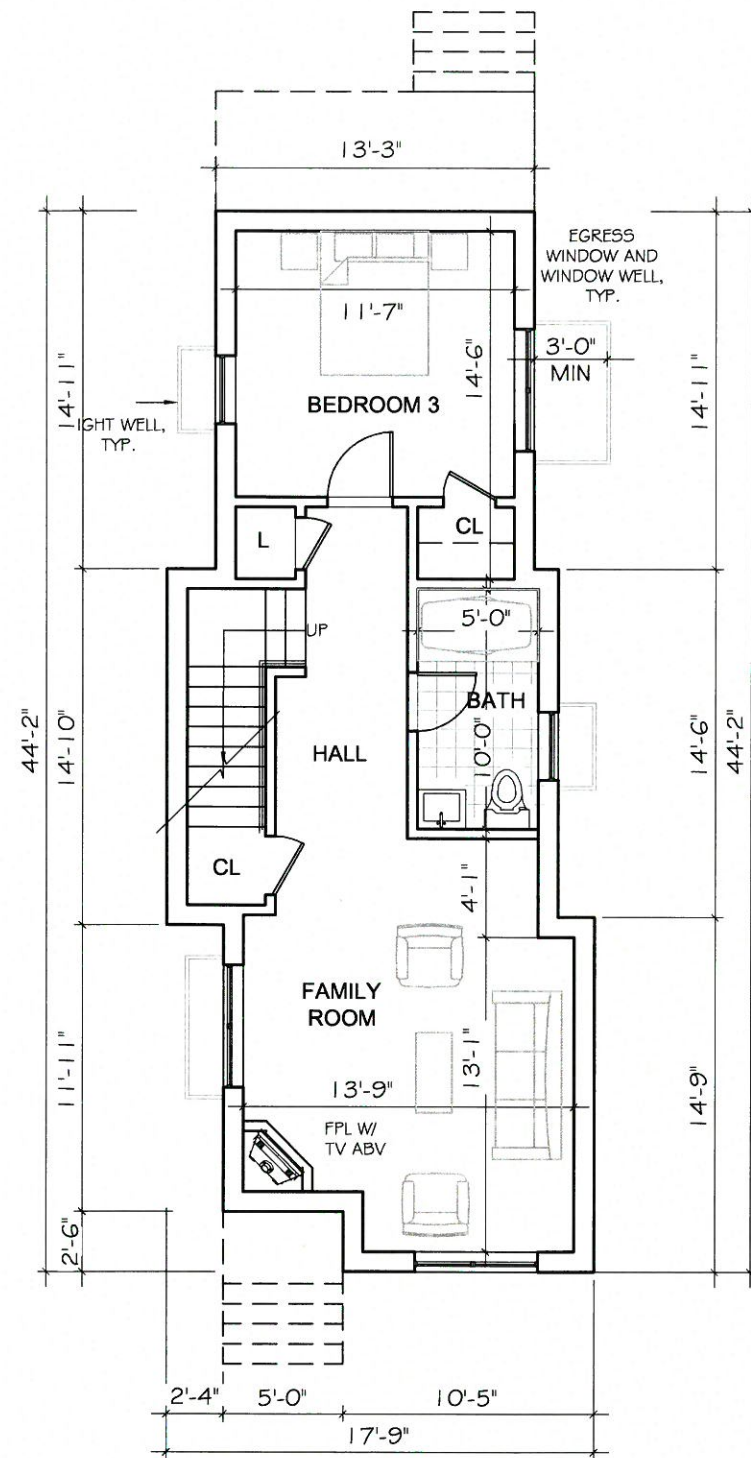 13'-3"
EGRESS
WINDOW AND
WINDOW WELL,
TYP.
11'-7"
14'-6"
3'-0"
MIN
14'-11"
14'-11"
BEDROOM 3
IGHT WELL,
TYP.
L
CL
UP
5'-0"
BATH
44'-2"
14'-10"
HALL
10'-0"
14'-6"
44'-2"
CL
4'-1"
FAMILY
ROOM
13'-1"
11'-11"
13'-9"
14'-9"
FPL W/
TV ABV
2'-6"
2'-4"
5'-0"
10'-5"
17'-9"